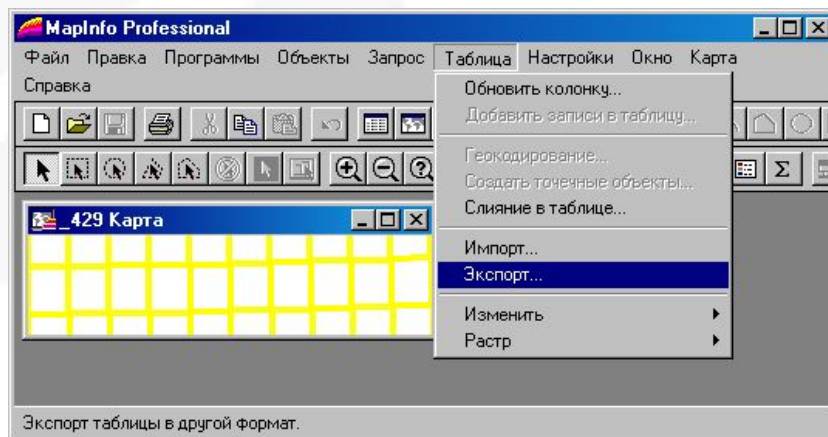 MapInfo Professional
Файл Правка Программы Объекты Запрос Таблица Настройки Окно Карта
Справка
Обновить колонку...
Добавить записи в таблицу...
Геокодирование...
Создать точечные объекты...
Слияние в таблице...
Импорт...
Экспорт...
Изменить
Растр
_429 Карта
Экспорт таблицы в другой формат.